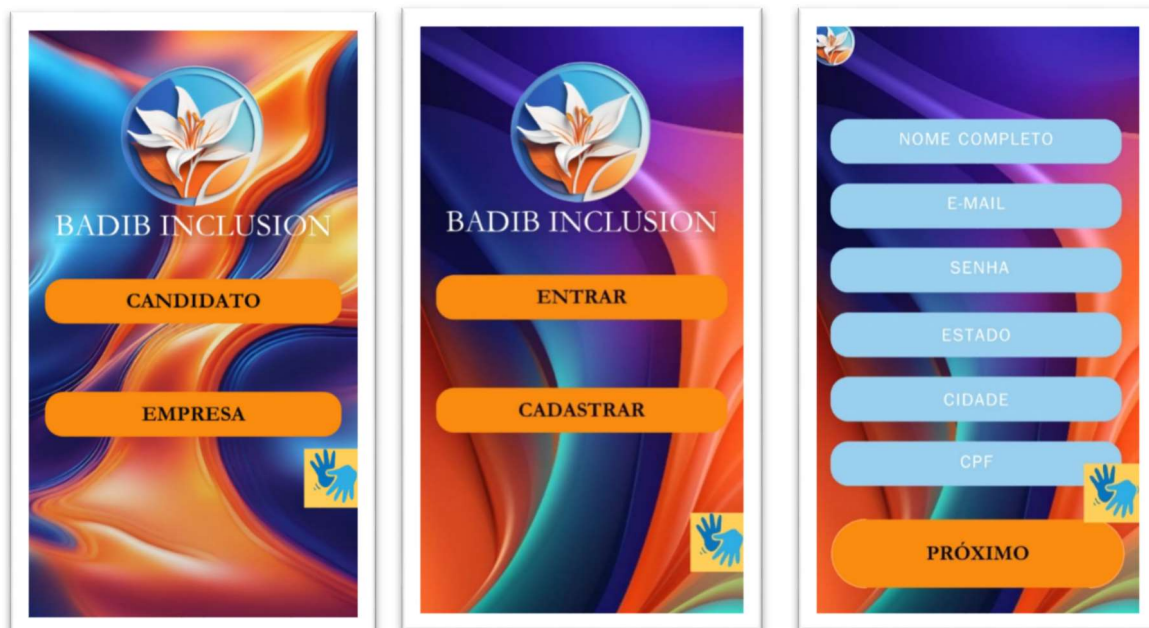 BADIB INCLUSION
CANDIDATO
EMPRESA
BADIB INCLUSION
ENTRAR
CADASTRAR
NOME COMPLETO
E-MAIL
SENHA
ESTADO
CIDADE
CPF
PRÓXIMO